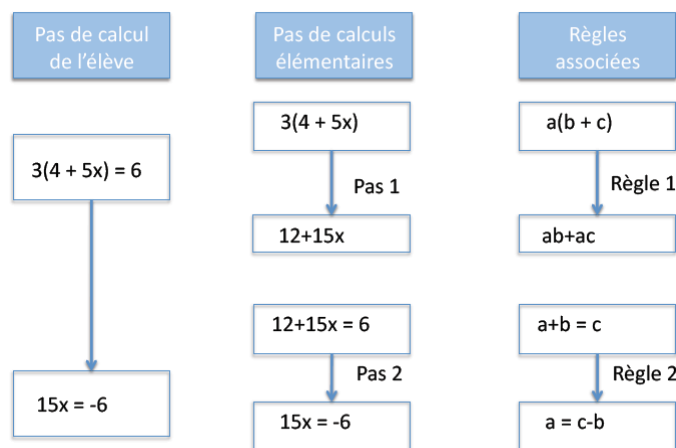 Pas de calcul
de l'élève
Pas de calculs
élémentaires
Règles
associées
3(4 + 5x) = 6
15x = -6
3(4 + 5x)
Pas 1
12+15x
12+15x = 6
Pas 2
15x = -6
a(b + c)
Règle 1
ab+ac
a+b = c
Règle 2
a = c-b